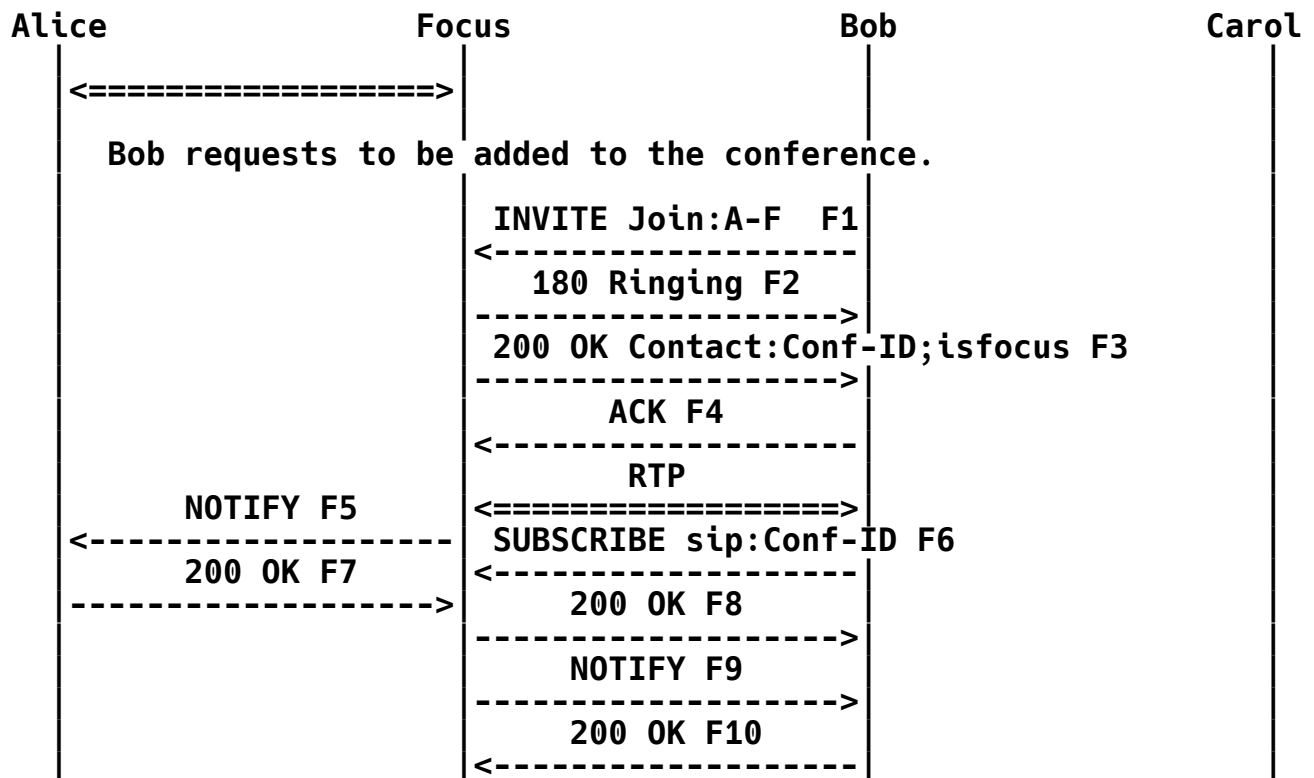 Alice Focus Bob Carol
<==================>
Bob requests to be added to the conference.
INVITE Join:A-F F1
<-------------------
180 Ringing F2
------------------->
200 OK Contact:Conf-ID;isfocus F3
------------------->
ACK F4
<-------------------
RTP
NOTIFY F5 <==================>
<------------------- SUBSCRIBE sip:Conf-ID F6
200 OK F7 <-------------------
-------------------> 200 OK F8
------------------->
NOTIFY F9
------------------->
200 OK F10
<-------------------